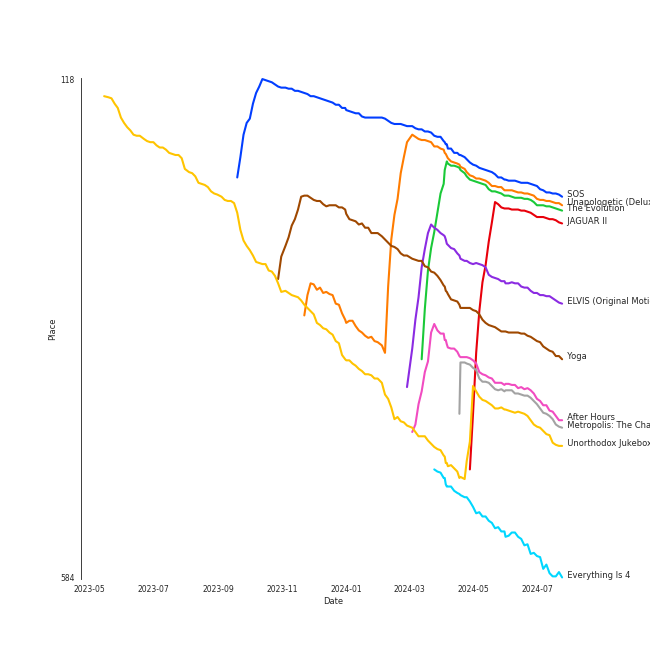 118
SOS
Unapologetic (Delux
The Evolution
JAGUAR II
ELVIS (Original Moti
Place
Yoga
After Hours
Metropolis: The Cha
Unorthodox Jukebox
Everything Is 4
584
2023-05 2023-07 2023-09 2023-11 2024-01 2024-03 2024-05 2024-07
Date